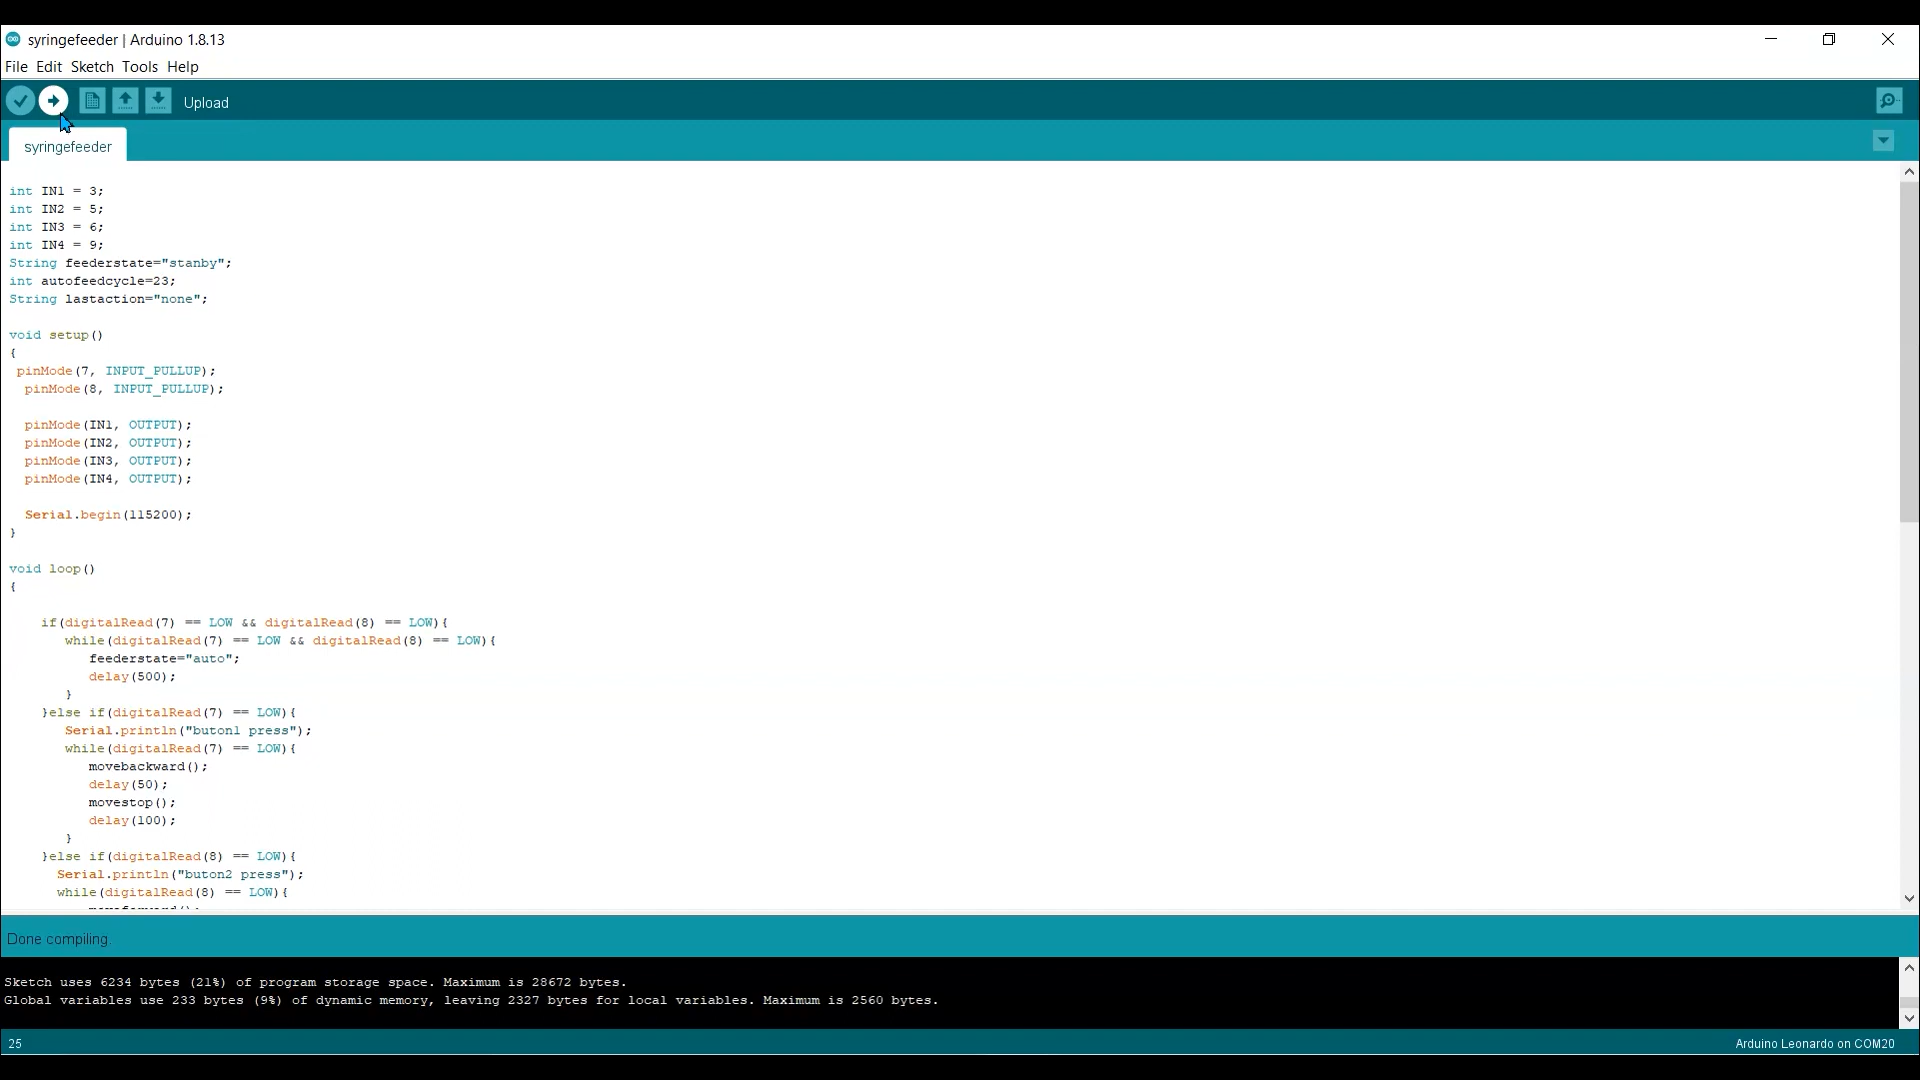 syringefeeder | Arduino 1.8.13
File Edit Sketch Tools Help
Upload
syringefeeder
int IN1 = 3;
int IN2 = 5;
int IN3 = 6;
int IN4 = 9;
String feederstate="stanby";
int autofeedcycle=23;
String lastaction="none";
void setup()
{
pinMode(7, INPUT_PULLUP);
pinMode(8, INPUT_PULLUP);
pinMode(IN1, OUTPUT);
pinMode(IN2, OUTPUT);
pinMode(IN3, OUTPUT);
pinMode(IN4, OUTPUT);
Serial.begin(115200);
}
void loop()
{
if(digitalRead(7) == LOW && digitalRead(8) == LOW){
while(digitalRead(7) == LOW && digitalRead(8) == LOW){
feederstate="auto";
delay(500);
}
}else if(digitalRead(7) == LOW){
Serial.println("buton1 press");
while(digitalRead(7) == LOW){
movebackward();
delay(50);
movestop();
delay(100);
}
}else if(digitalRead(8) == LOW){
Serial.println("buton2 press");
while(digitalRead(8) == LOW){
Done compiling.
Sketch uses 6234 bytes (21%) of program storage space. Maximum is 28672 bytes.
Global variables use 233 bytes (9%) of dynamic memory, leaving 2327 bytes for local variables. Maximum is 2560 bytes.
25
Arduino Leonardo on COM20